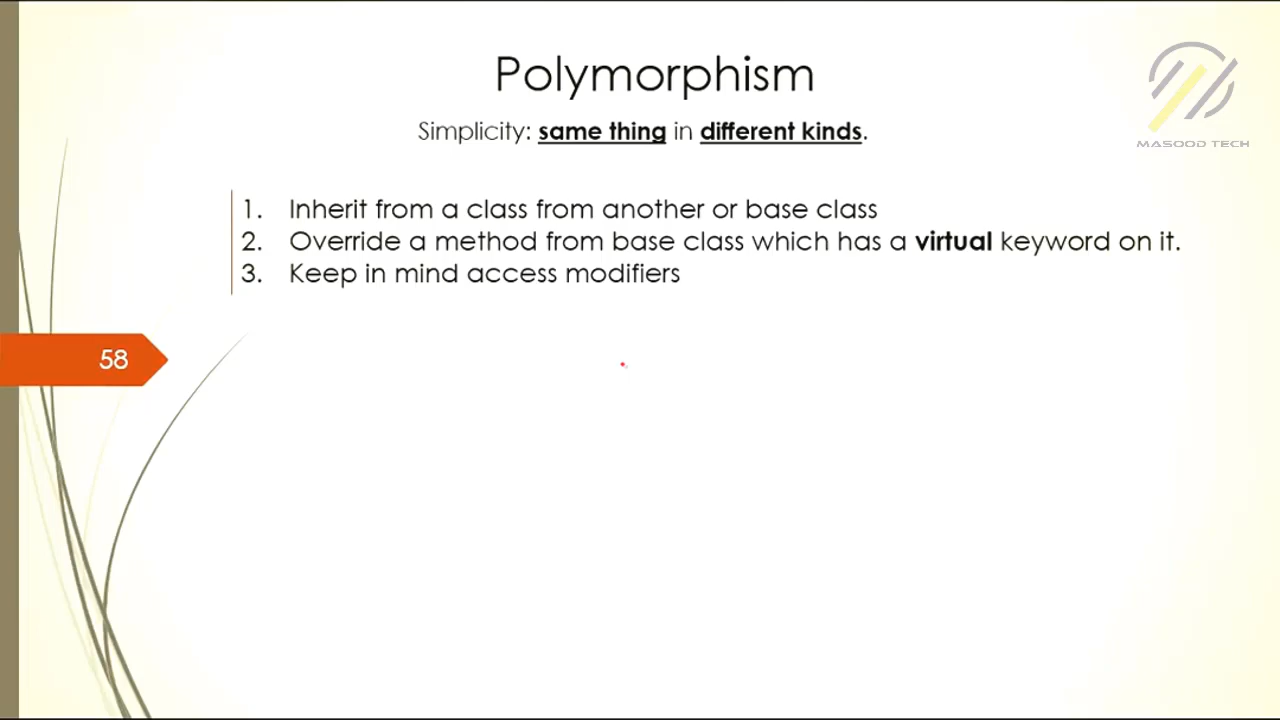 Polymorphism
MASOOD TECH
Simplicity: same thing in different kinds.
1. Inherit from a class from another or base class
2. Override a method from base class which has a virtual keyword on it.
3. Keep in mind access modifiers
58